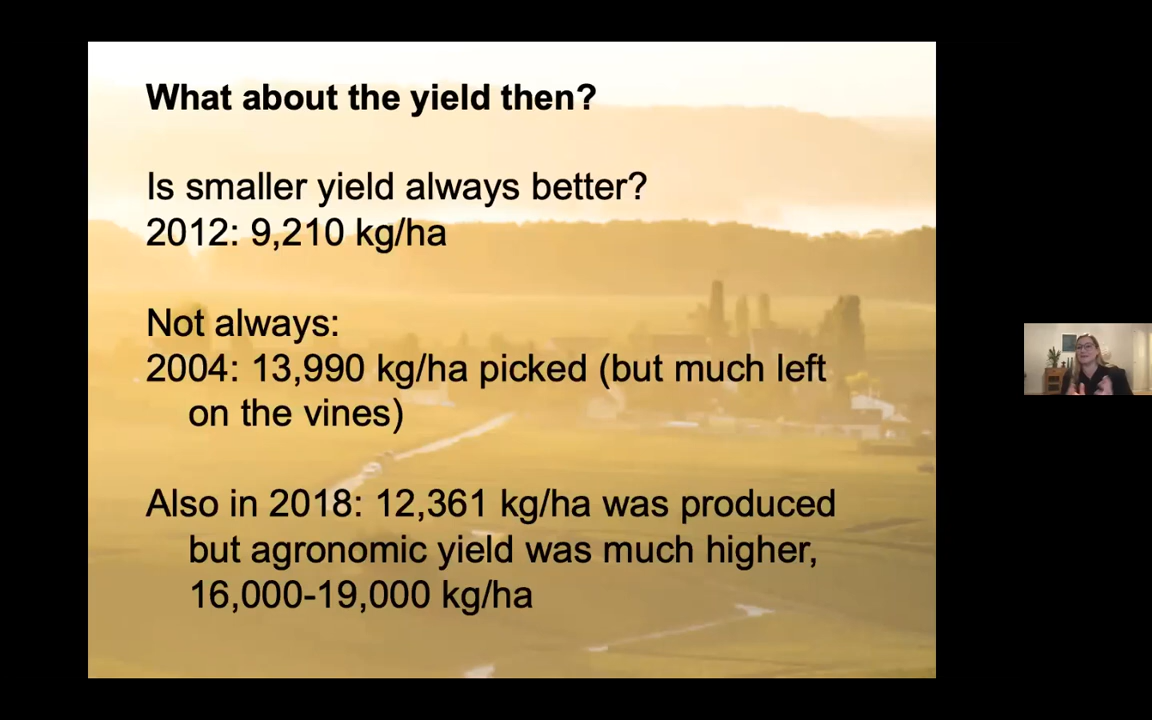 What about the yield then?
Is smaller yield always better?
2012: 9,210 kg/ha
Not always:
2004: 13,990 kg/ha picked (but much left
on the vines)
Also in 2018: 12,361 kg/ha was produced
but agronomic yield was much higher,
16,000-19,000 kg/ha